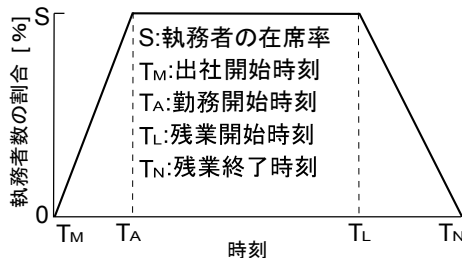 執務者数の割合 [%]
S
0
S:執務者の在席率
TM:出社開始時刻
TA:勤務開始時刻
TL:残業開始時刻
TN:残業終了時刻
TM TA TL TN
時刻